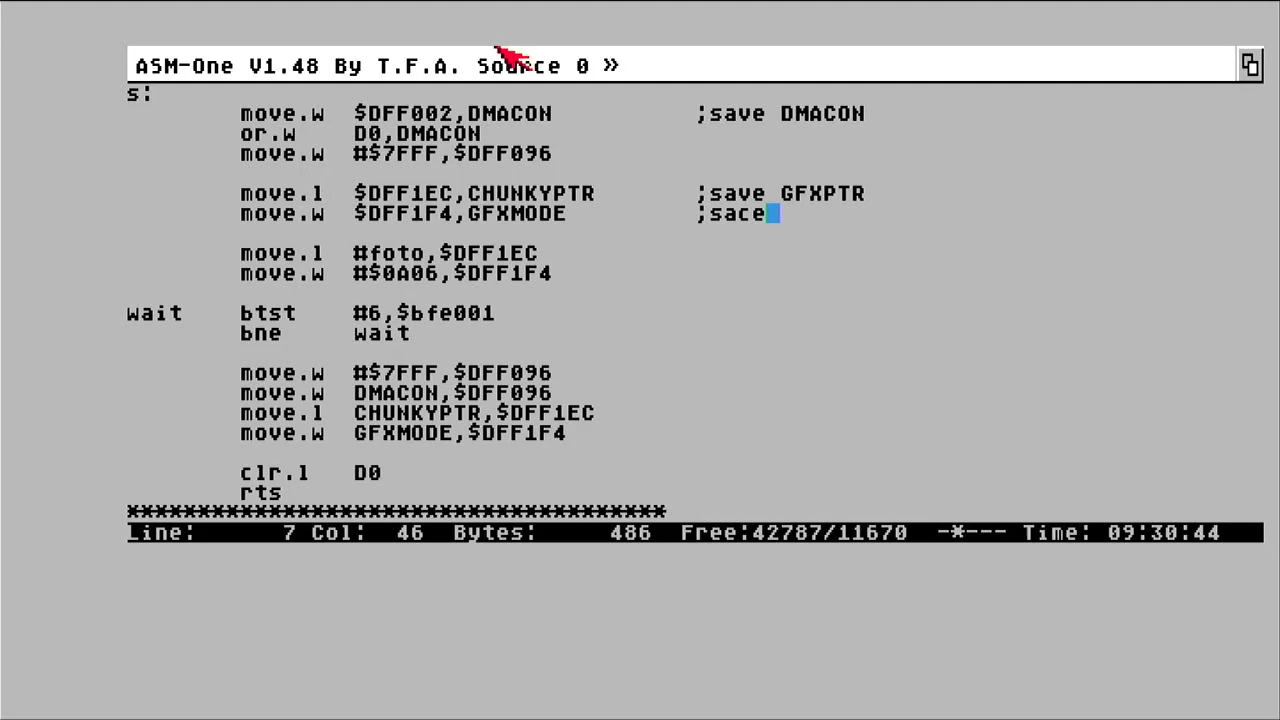 ASM-One V1.48 By T.F.A. Source 0 »
s:
move.w $DFF002,DMACON ;save DMACON
or.w D0,DMACON
move.w #$7FFF,$DFF096
move.l $DFF1EC,CHUNKYPTR ;save GFXPTR
move.w $DFF1F4,GFXMODE ;sace
move.l #foto,$DFF1EC
move.w #$0A06,$DFF1F4
wait btst #6,$bfe001
bne wait
move.w #$7FFF,$DFF096
move.w DMACON,$DFF096
move.l CHUNKYPTR,$DFF1EC
move.w GFXMODE,$DFF1F4
clr.l D0
rts
**************************************
Line: 7 Col: 46 Bytes: 486 Free:42787/11670 -*--- Time: 09:30:44